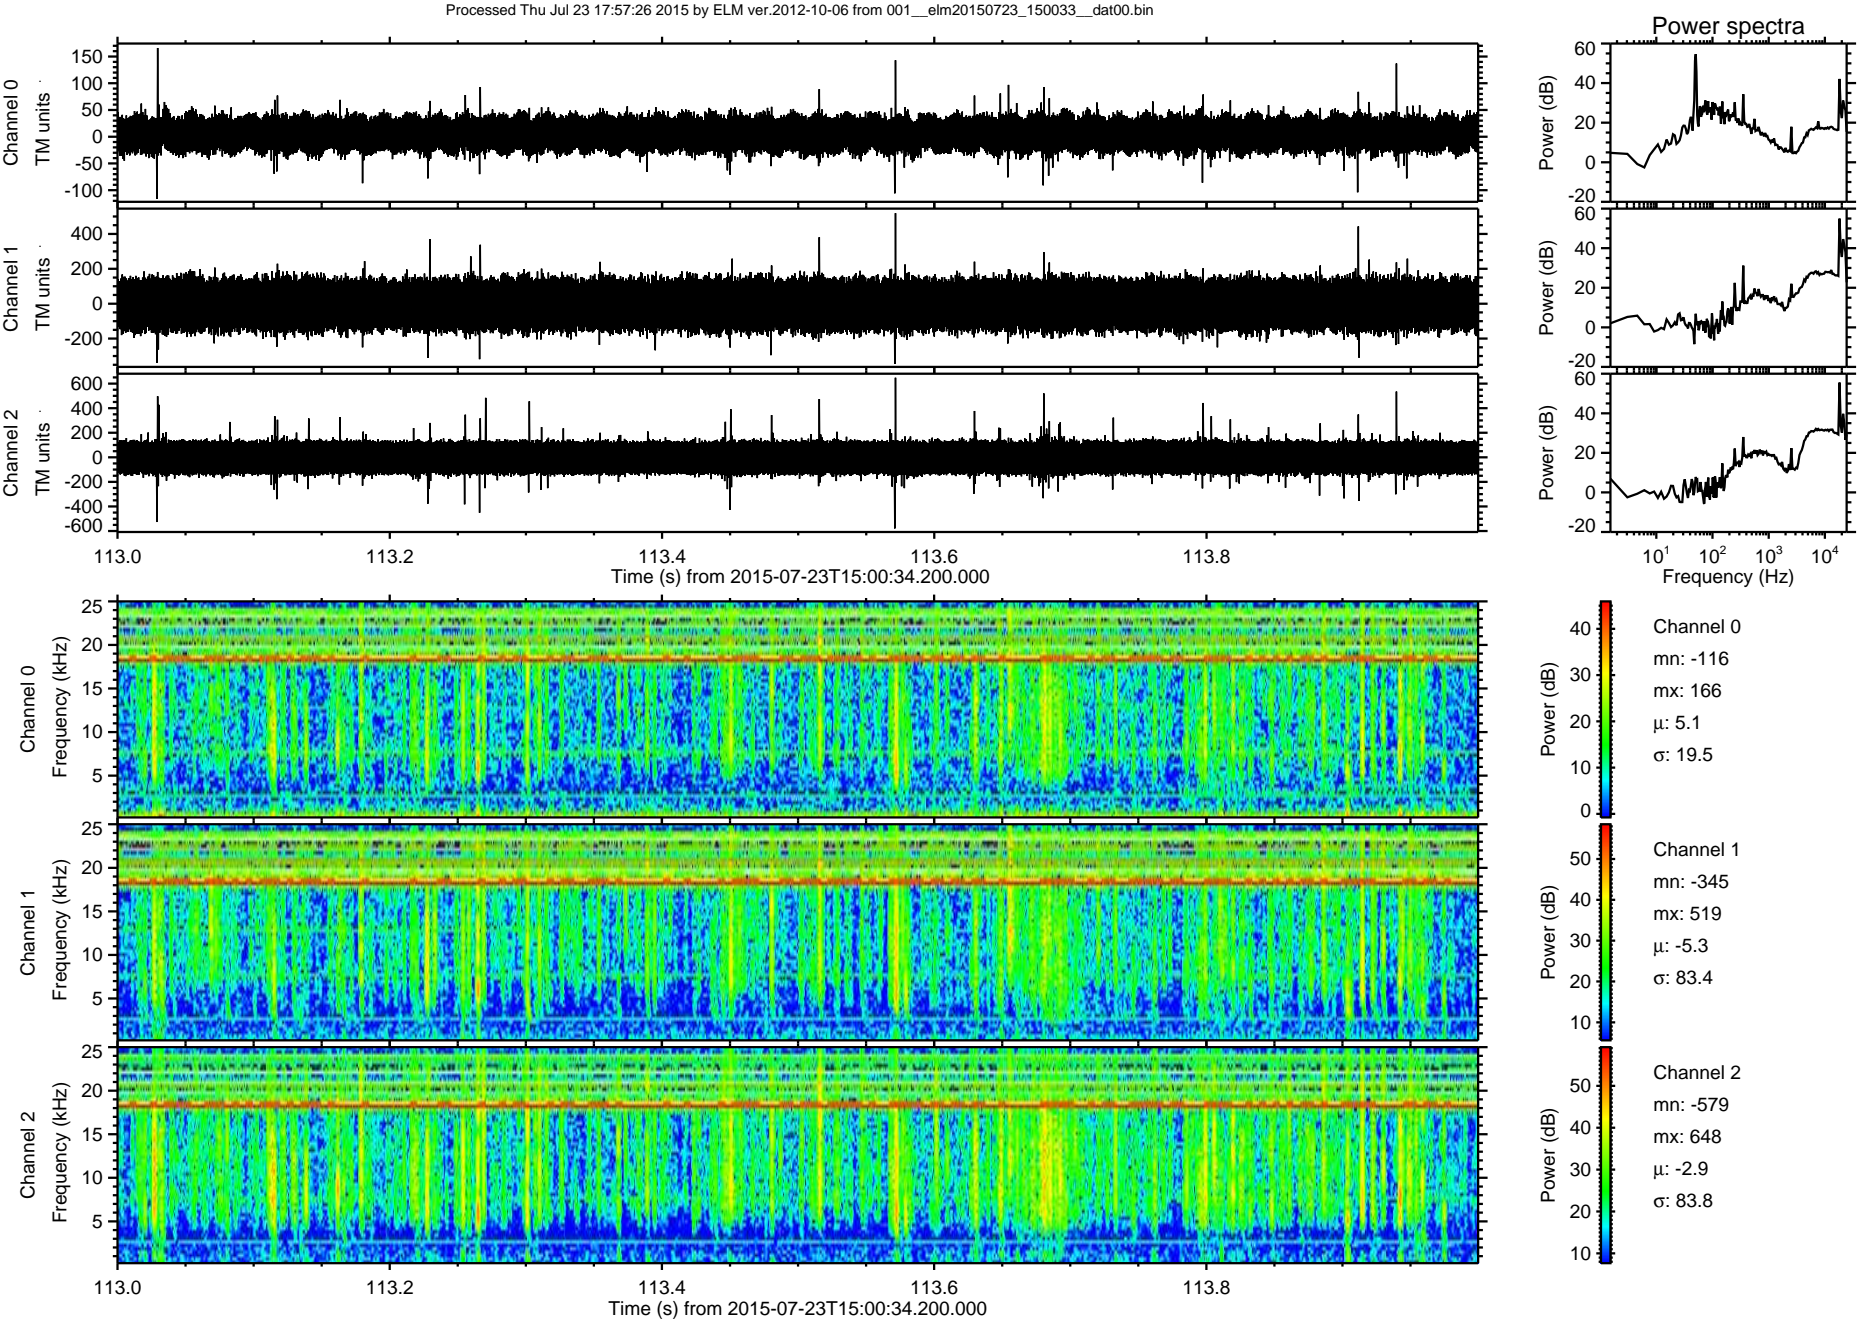 Processed Thu Jul 23 17:57:26 2015 by ELM ver.2012-10-06 from 001__elm20150723_150033__dat00.bin
Power spectra
Channel 0
TM units
150
100
50
0
-50
-100
Power (dB)
60
40
20
0
-20
Channel 1
TM units
400
200
0
-200
Power (dB)
60
40
20
0
-20
Channel 2
TM units
600
400
200
0
-200
-400
-600
Power (dB)
60
40
20
0
-20
113.0 113.2 113.4 113.6 113.8
Time (s) from 2015-07-23T15:00:34.200.000
10^1 10^2 10^3 10^4
Frequency (Hz)
Channel 0
Frequency (kHz)
25
20
15
10
5
Power (dB)
40
30
20
10
0
Channel 0
mn: -116
mx: 166
μ: 5.1
σ: 19.5
Channel 1
Frequency (kHz)
25
20
15
10
5
Power (dB)
50
40
30
20
10
Channel 1
mn: -345
mx: 519
μ: -5.3
σ: 83.4
Channel 2
Frequency (kHz)
25
20
15
10
5
Power (dB)
50
40
30
20
10
Channel 2
mn: -579
mx: 648
μ: -2.9
σ: 83.8
113.0 113.2 113.4 113.6 113.8
Time (s) from 2015-07-23T15:00:34.200.000